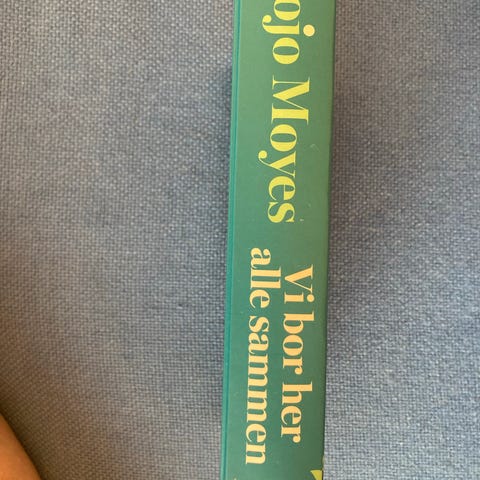 ojo Moyes
Vi bor her
alle sammen